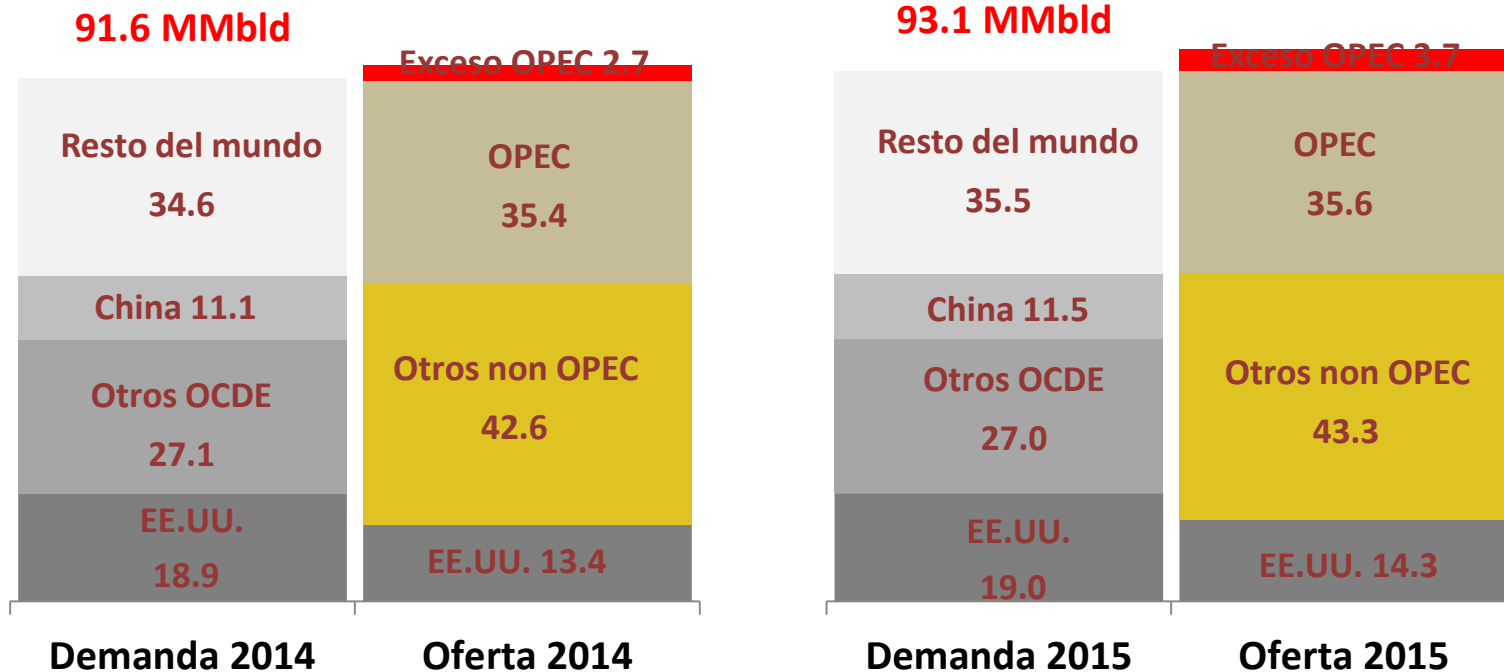 91.6 MMbld
Exceso OPEC 2.7
Resto del mundo
34.6
OPEC
35.4
China 11.1
Otros non OPEC
42.6
Otros OCDE
27.1
EE.UU.
18.9
EE.UU. 13.4
Demanda 2014
Oferta 2014
93.1 MMbld
Exceso OPEC 3.7
Resto del mundo
35.5
OPEC
35.6
China 11.5
Otros non OPEC
43.3
Otros OCDE
27.0
EE.UU.
19.0
EE.UU. 14.3
Demanda 2015
Oferta 2015